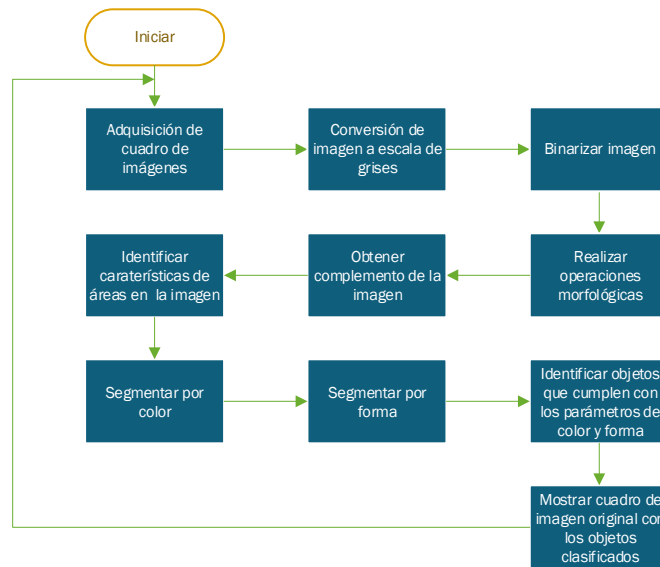 Iniciar
Adquisición de
cuadro de
imágenes
Conversión de
imagen a escala de
grises
Binarizar imagen
Realizar
operaciones
morfológicas
Obtener
complemento de la
imagen
Identificar
caraterísticas de
áreas en la imagen
Segmentar por
color
Segmentar por
forma
Identificar objetos
que cumplen con
los parámetros de
color y forma
Mostrar cuadro de
imagen original con
los objetos
clasificados